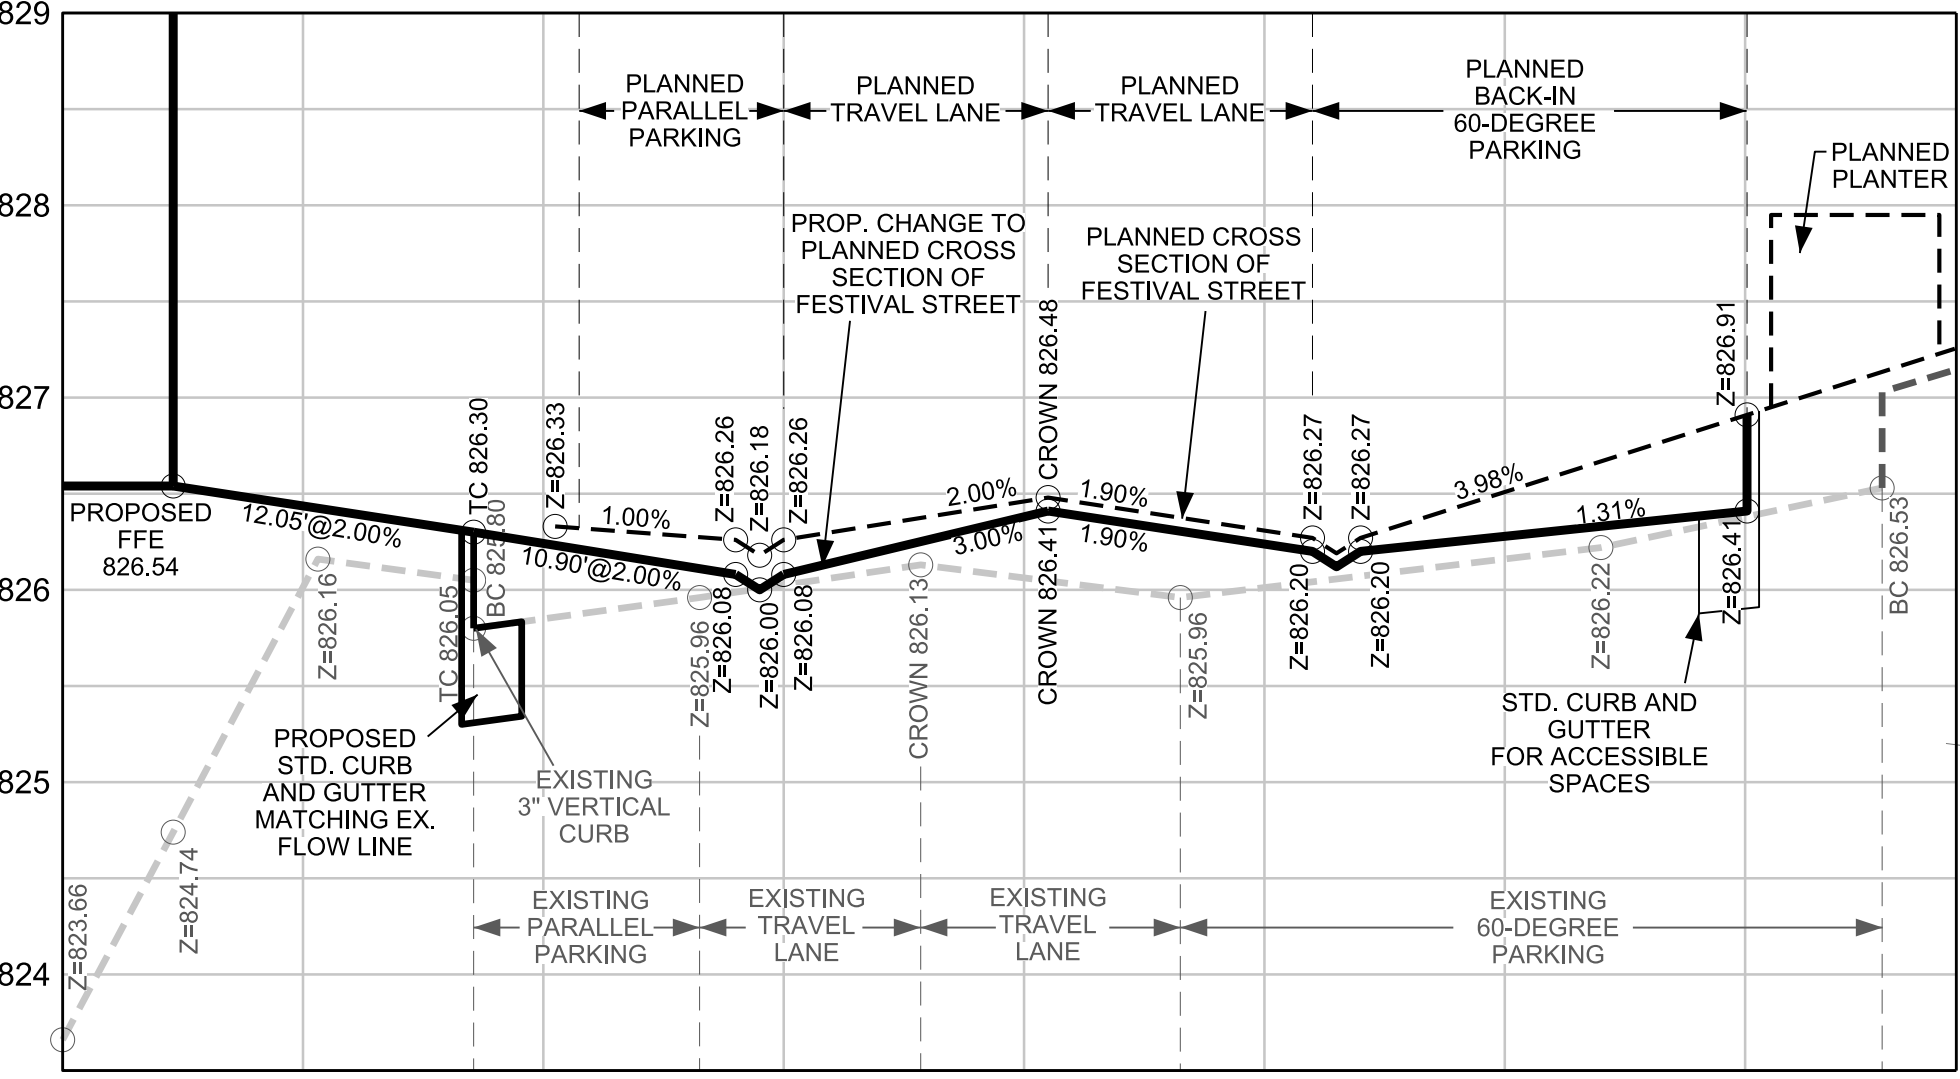 829
828
827
826
825
824
PLANNED
PARALLEL
PARKING
PLANNED
TRAVEL LANE
PLANNED
TRAVEL LANE
PLANNED
BACK-IN
60-DEGREE
PARKING
PLANNED
PLANTER
PROP. CHANGE TO
PLANNED CROSS
SECTION OF
FESTIVAL STREET
PLANNED CROSS
SECTION OF
FESTIVAL STREET
PROPOSED
FFE
826.54
12.05'@2.00%
TC 826.30
BC 825.80
TC 826.05
Z=826.33
1.00%
10.90'@2.00%
Z=826.26
Z=826.18
Z=826.26
2.00%
3.00%
CROWN 826.48
CROWN 826.41
1.90%
1.90%
Z=826.27
Z=826.27
3.98%
1.31%
Z=826.91
Z=826.41
Z=826.16
Z=825.96
Z=826.08
Z=826.00
Z=826.08
CROWN 826.13
Z=825.96
Z=826.20
Z=826.20
Z=826.22
BC 826.53
Z=823.66
Z=824.74
PROPOSED
STD. CURB
AND GUTTER
MATCHING EX.
FLOW LINE
EXISTING
3" VERTICAL
CURB
STD. CURB AND
GUTTER
FOR ACCESSIBLE
SPACES
EXISTING
PARALLEL
PARKING
EXISTING
TRAVEL
LANE
EXISTING
TRAVEL
LANE
EXISTING
60-DEGREE
PARKING